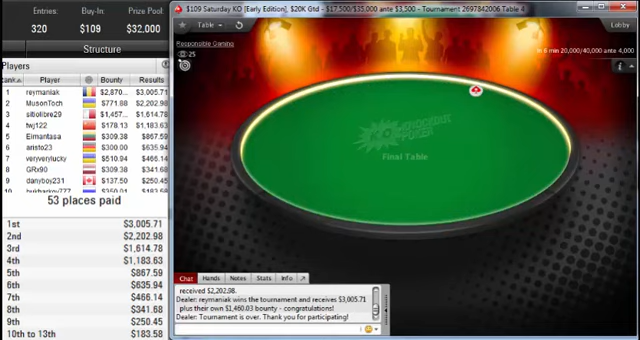 $109 Saturday KO [Early Edition], $20K Gtd - $17,500/$35,000 ante $3,500 - Tournament 2697842006 Table 4
Entries: Buy-In: Prize Pool:
320 $109 $32,000
Structure
Table
In 6 min 20,000/40,000 ante 4,000
Responsible Gaming
25
Players
Player Bounty Results
1 reymaniak $2,870... $3,005.71
2 MusonToch $771.88 $2,202.98
3 sitiolibre29 $1,457... $1,614.78
4 twj122 $178.13 $1,183.63
5 Eimantasa $309.38 $867.59
6 aristo23 $300.00 $635.94
7 veryverylucky $510.94 $466.14
8 GRx90 $309.38 $341.68
9 danyboy231 $137.50 $250.45
53 places paid
1st $3,005.71
2nd $2,202.98
3rd $1,614.78
4th $1,183.63
5th $867.59
6th $635.94
7th $466.14
8th $341.68
9th $250.45
10th to 13th $183.58
KO KNOCKOUT POKER
Final Table
Chat Hands Notes Stats Info
received $2,202.98.
Dealer: reymaniak wins the tournament and receives $3,005.71
plus their own $1,460.03 bounty - congratulations!
Dealer: Tournament is over. Thank you for participating!